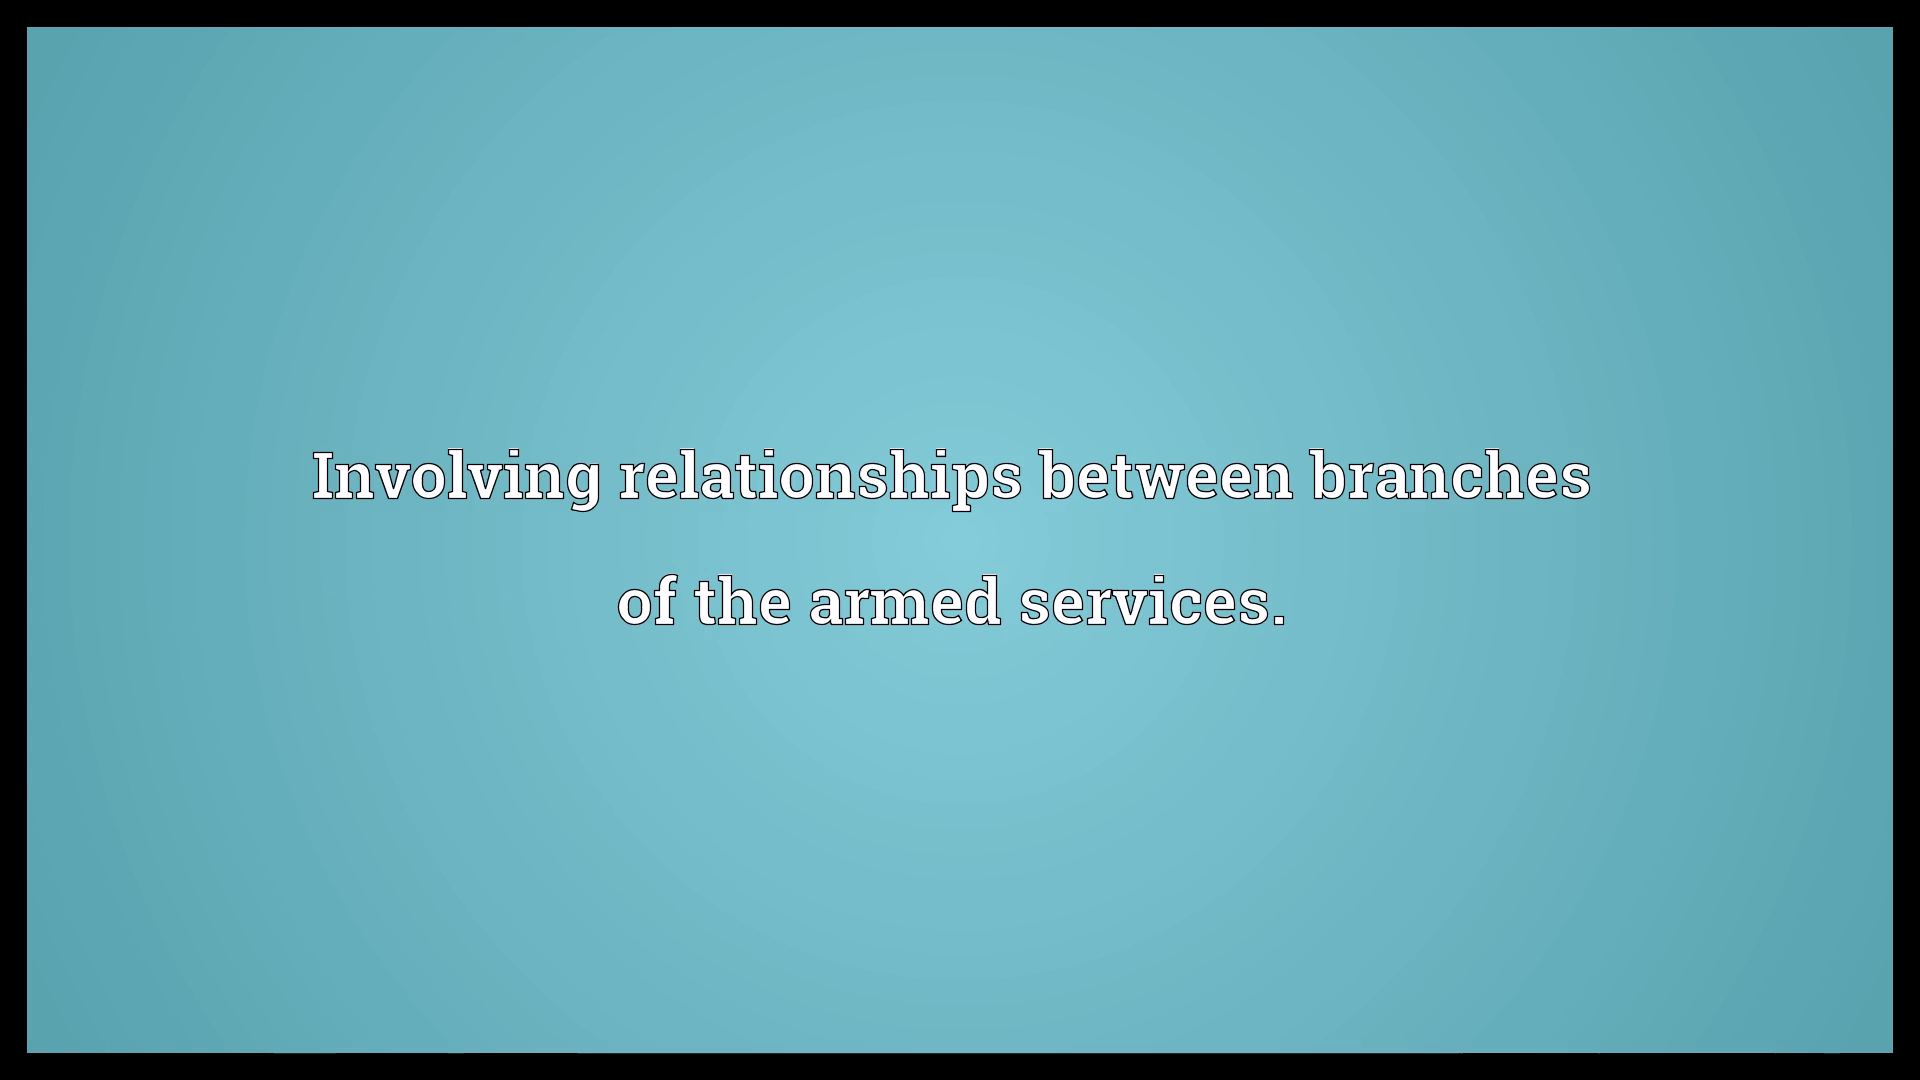 Involving relationships between branches
of the armed services.